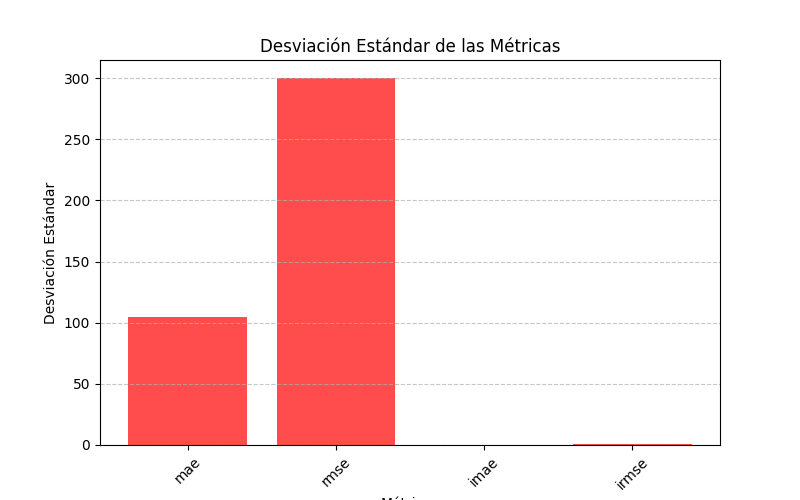 Desviación Estándar de las Métricas
Desviación Estándar
300
250
200
150
100
50
0
mae
rmse
imae
irmse